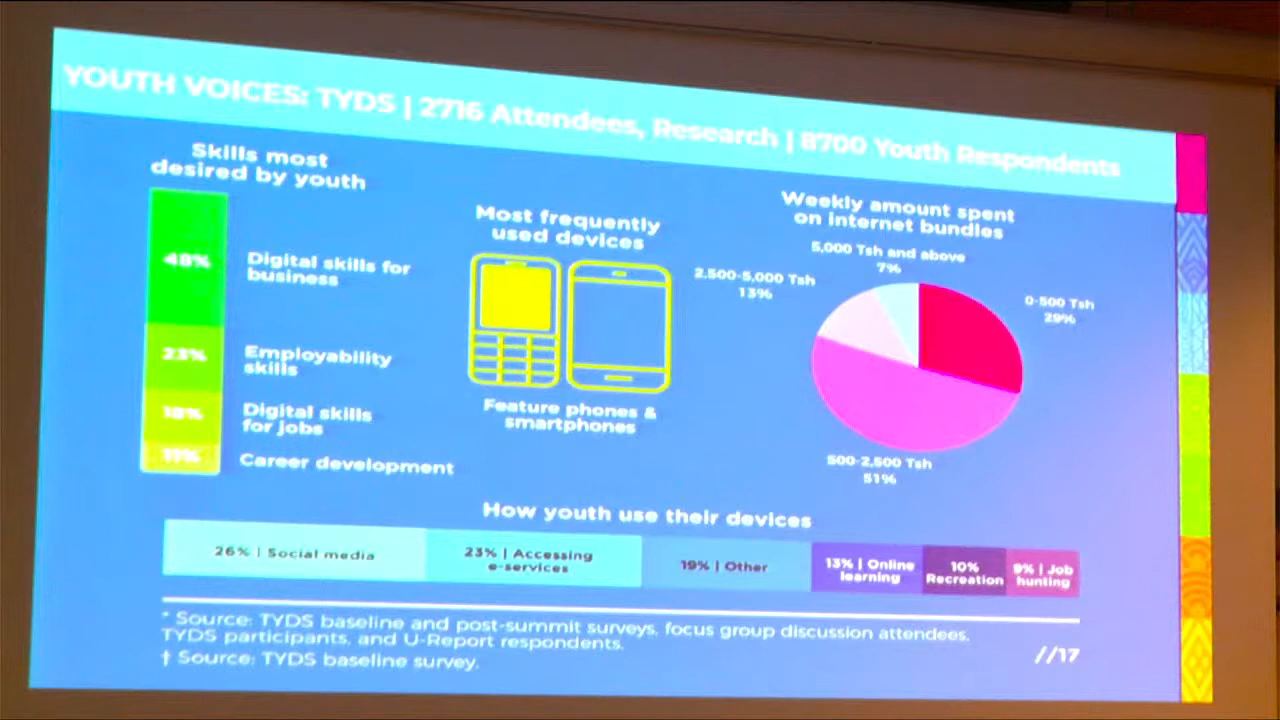 YOUTH VOICES: TYDS | 2716 Attendees, Research | 8700 Youth Respondents
Skills most
desired by youth
48%
Digital skills for
business
23%
Employability
skills
18%
Digital skills
for jobs
11%
Career development
Most frequently
used devices
Feature phones &
smartphones
Weekly amount spent
on internet bundles
5,000 Tsh and above
7%
2,500-5,000 Tsh
13%
0-500 Tsh
29%
500-2,500 Tsh
51%
How youth use their devices
26% | Social media
23% | Accessing
e-services
19% | Other
13% | Online
learning
10%
Recreation
9% | Job
hunting
* Source: TYDS baseline and post-summit surveys, focus group discussion attendees,
TYDS participants, and U-Report respondents.
† Source: TYDS baseline survey.
//17